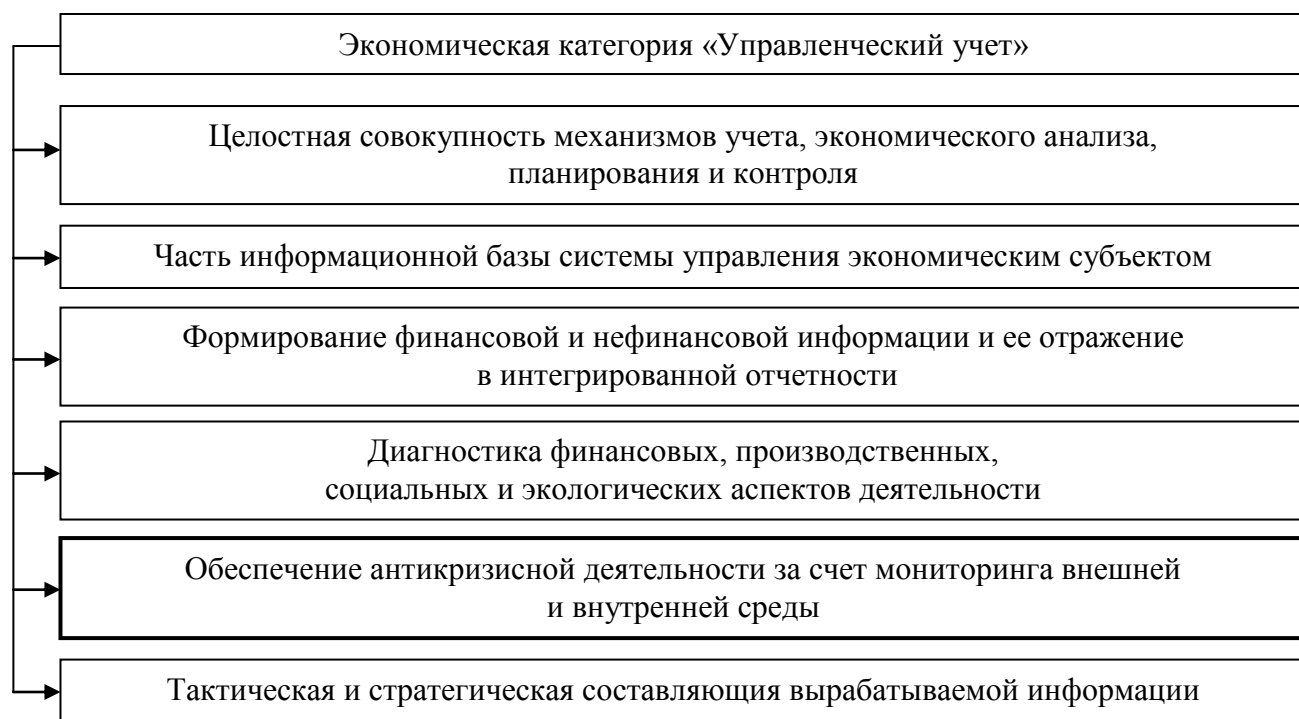 Экономическая категория «Управленческий учет»
Целостная совокупность механизмов учета, экономического анализа,
планирования и контроля
Часть информационной базы системы управления экономическим субъектом
Формирование финансовой и нефинансовой информации и ее отражение
в интегрированной отчетности
Диагностика финансовых, производственных,
социальных и экологических аспектов деятельности
Обеспечение антикризисной деятельности за счет мониторинга внешней
и внутренней среды
Тактическая и стратегическая составляющия вырабатываемой информации